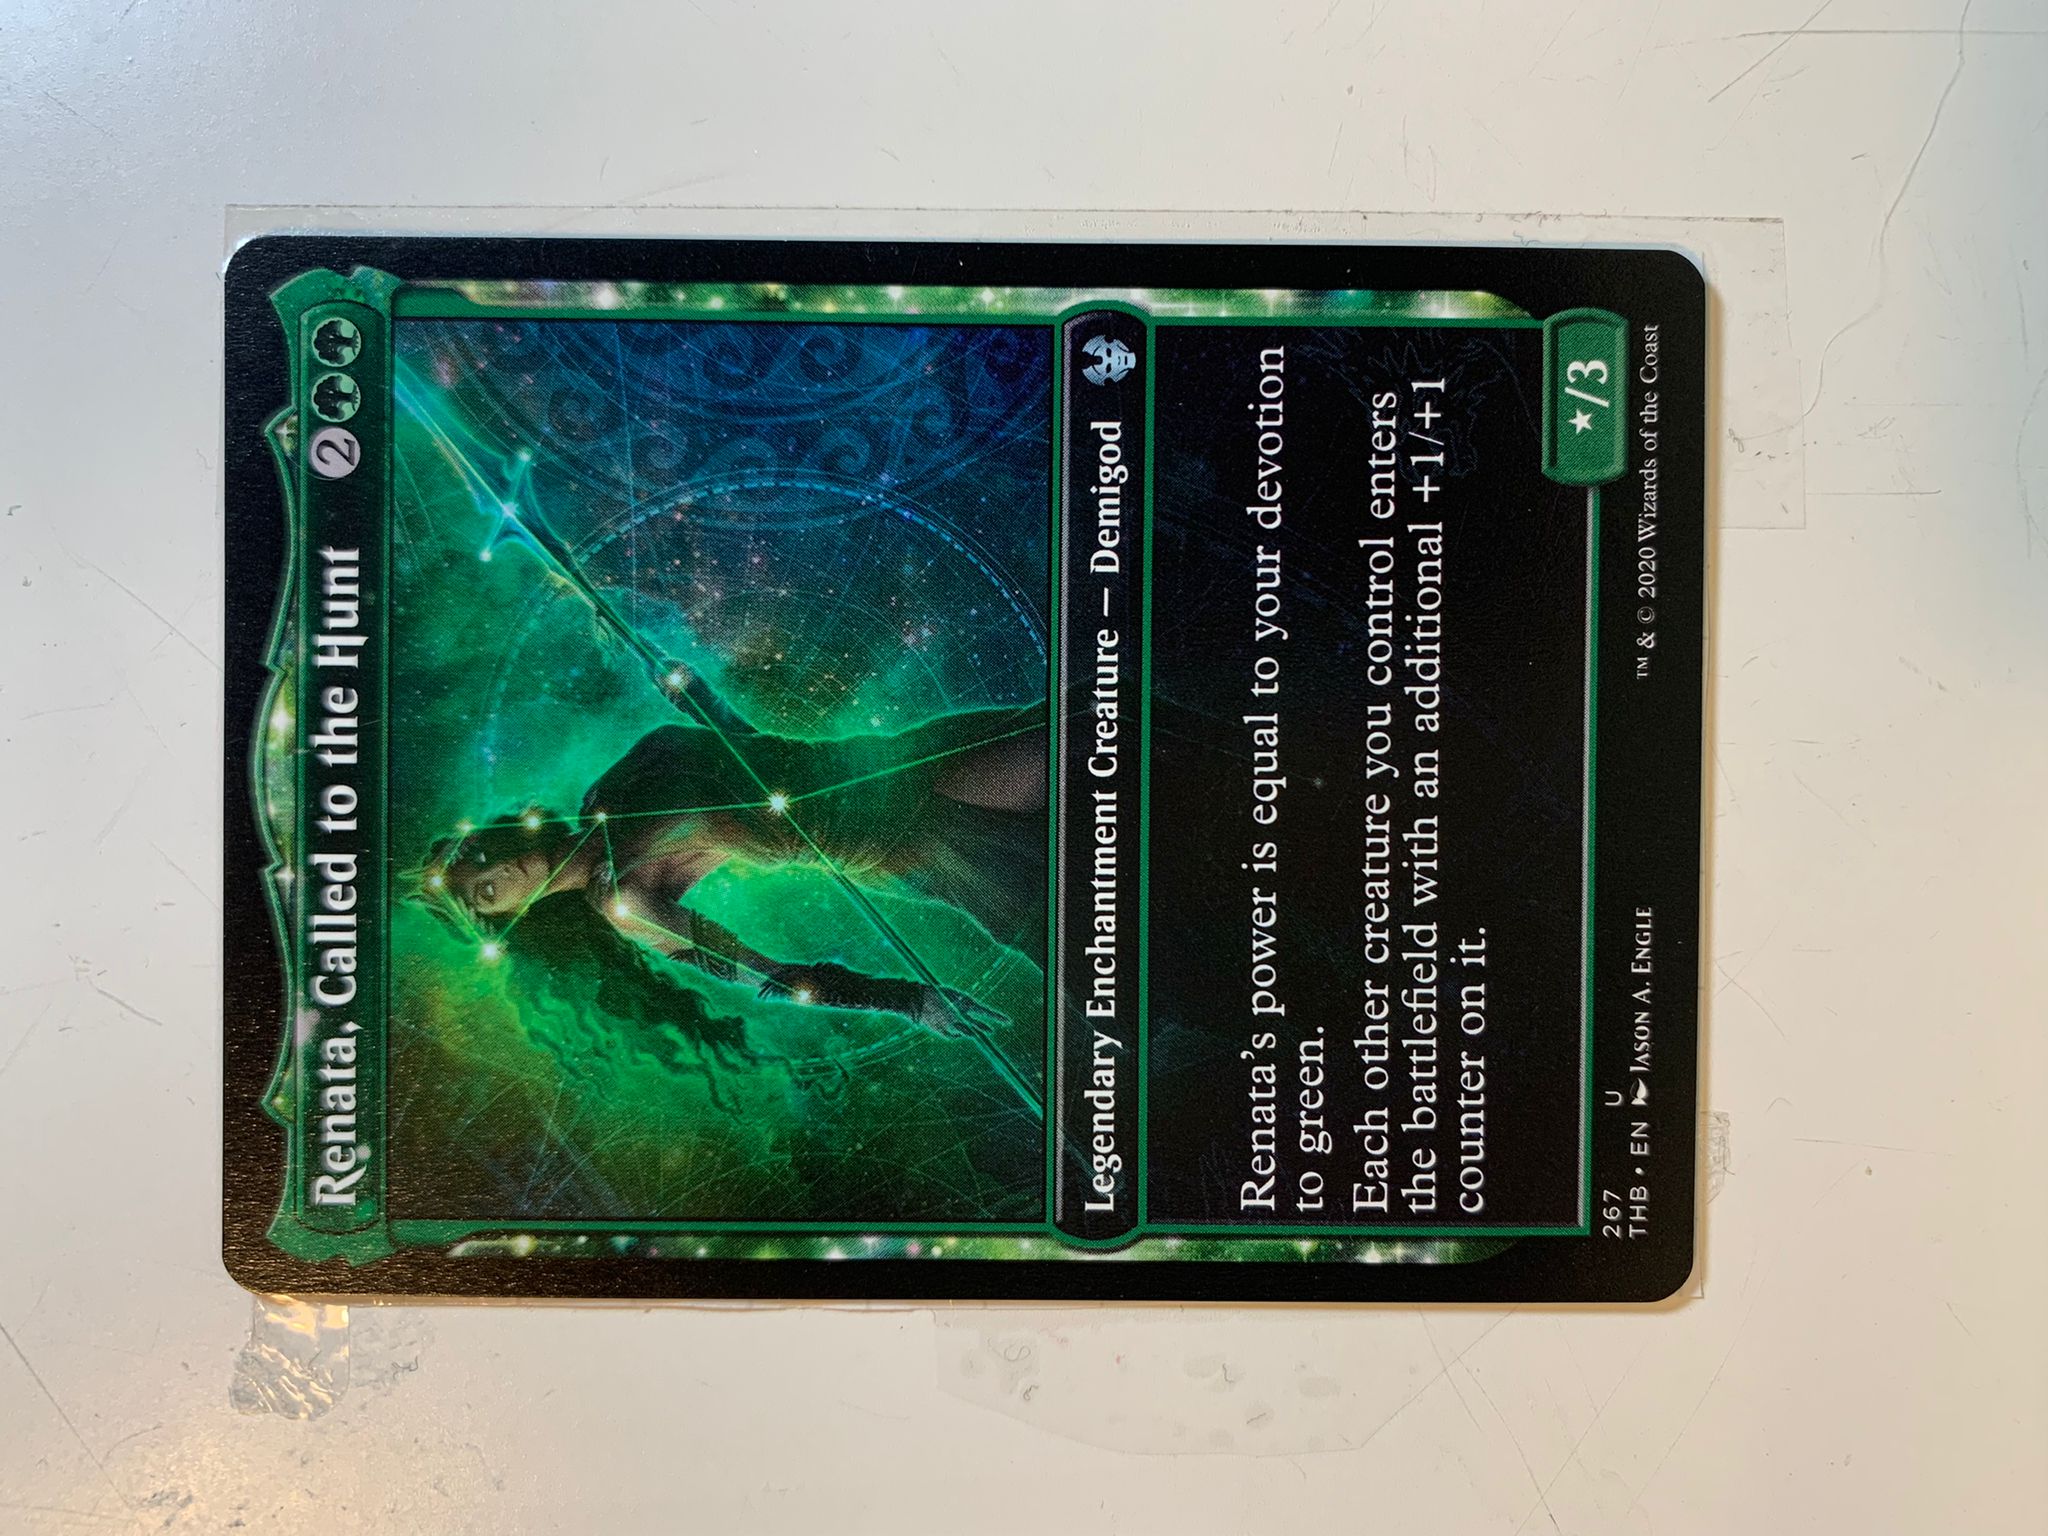 Renata, Called to the Hunt 2
Legendary Enchantment Creature — Demigod
Renata's power is equal to your devotion
to green.
Each other creature you control enters
the battlefield with an additional +1/+1
counter on it.
★/3
267 U
THB • EN JASON A. ENGLE
™ & © 2020 Wizards of the Coast